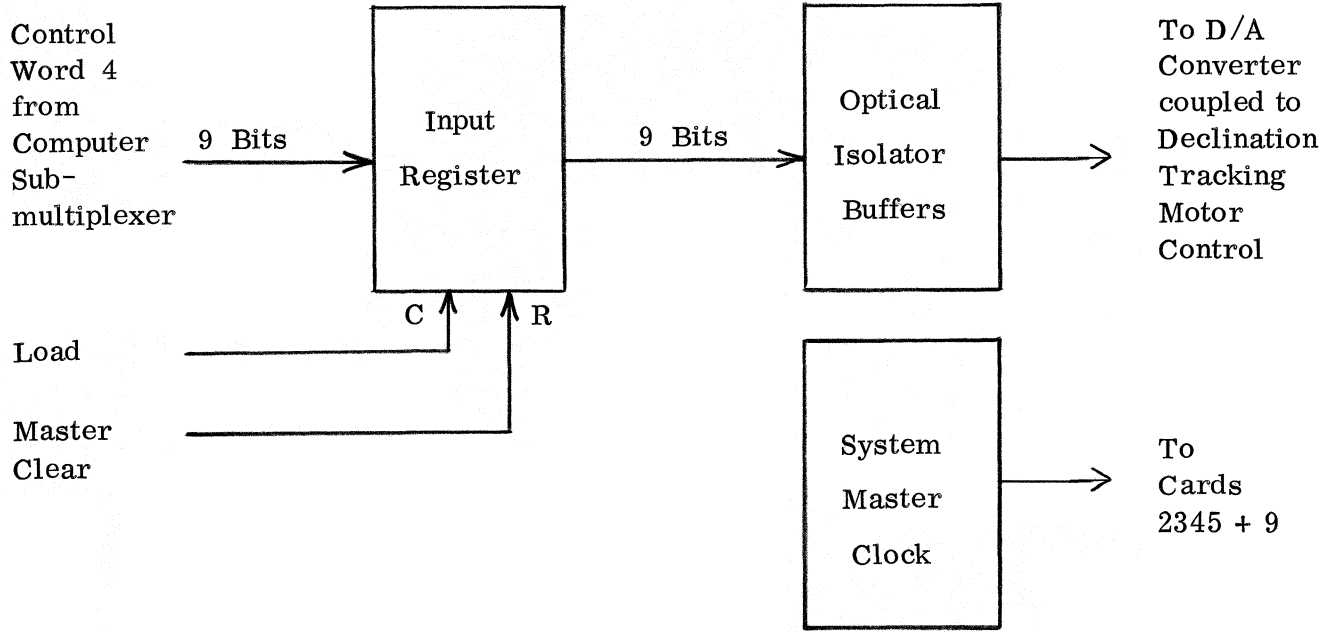 Control
Word 4
from
Computer
Sub-
multiplexer
9 Bits
Input
Register
9 Bits
Optical
Isolator
Buffers
To D/A
Converter
coupled to
Declination
Tracking
Motor
Control
C
R
Load
Master
Clear
System
Master
Clock
To
Cards
2345 + 9